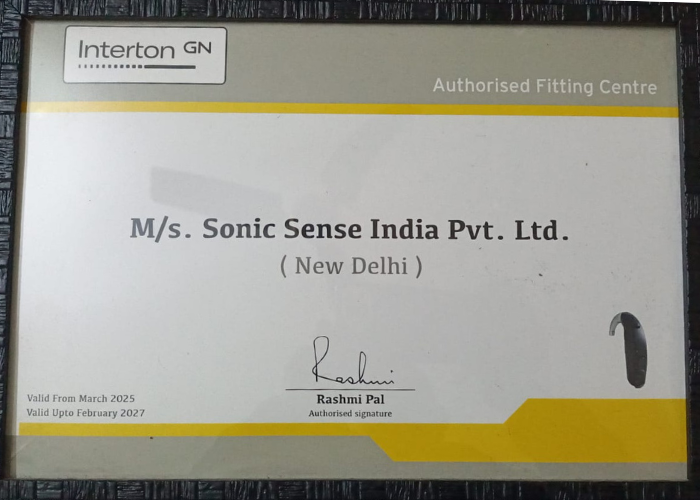 Interton GN
Authorised Fitting Centre
M/s. Sonic Sense India Pvt. Ltd.
( New Delhi )
Rashmi
Rashmi Pal
Authorised signature
Valid From March 2025
Valid Upto February 2027